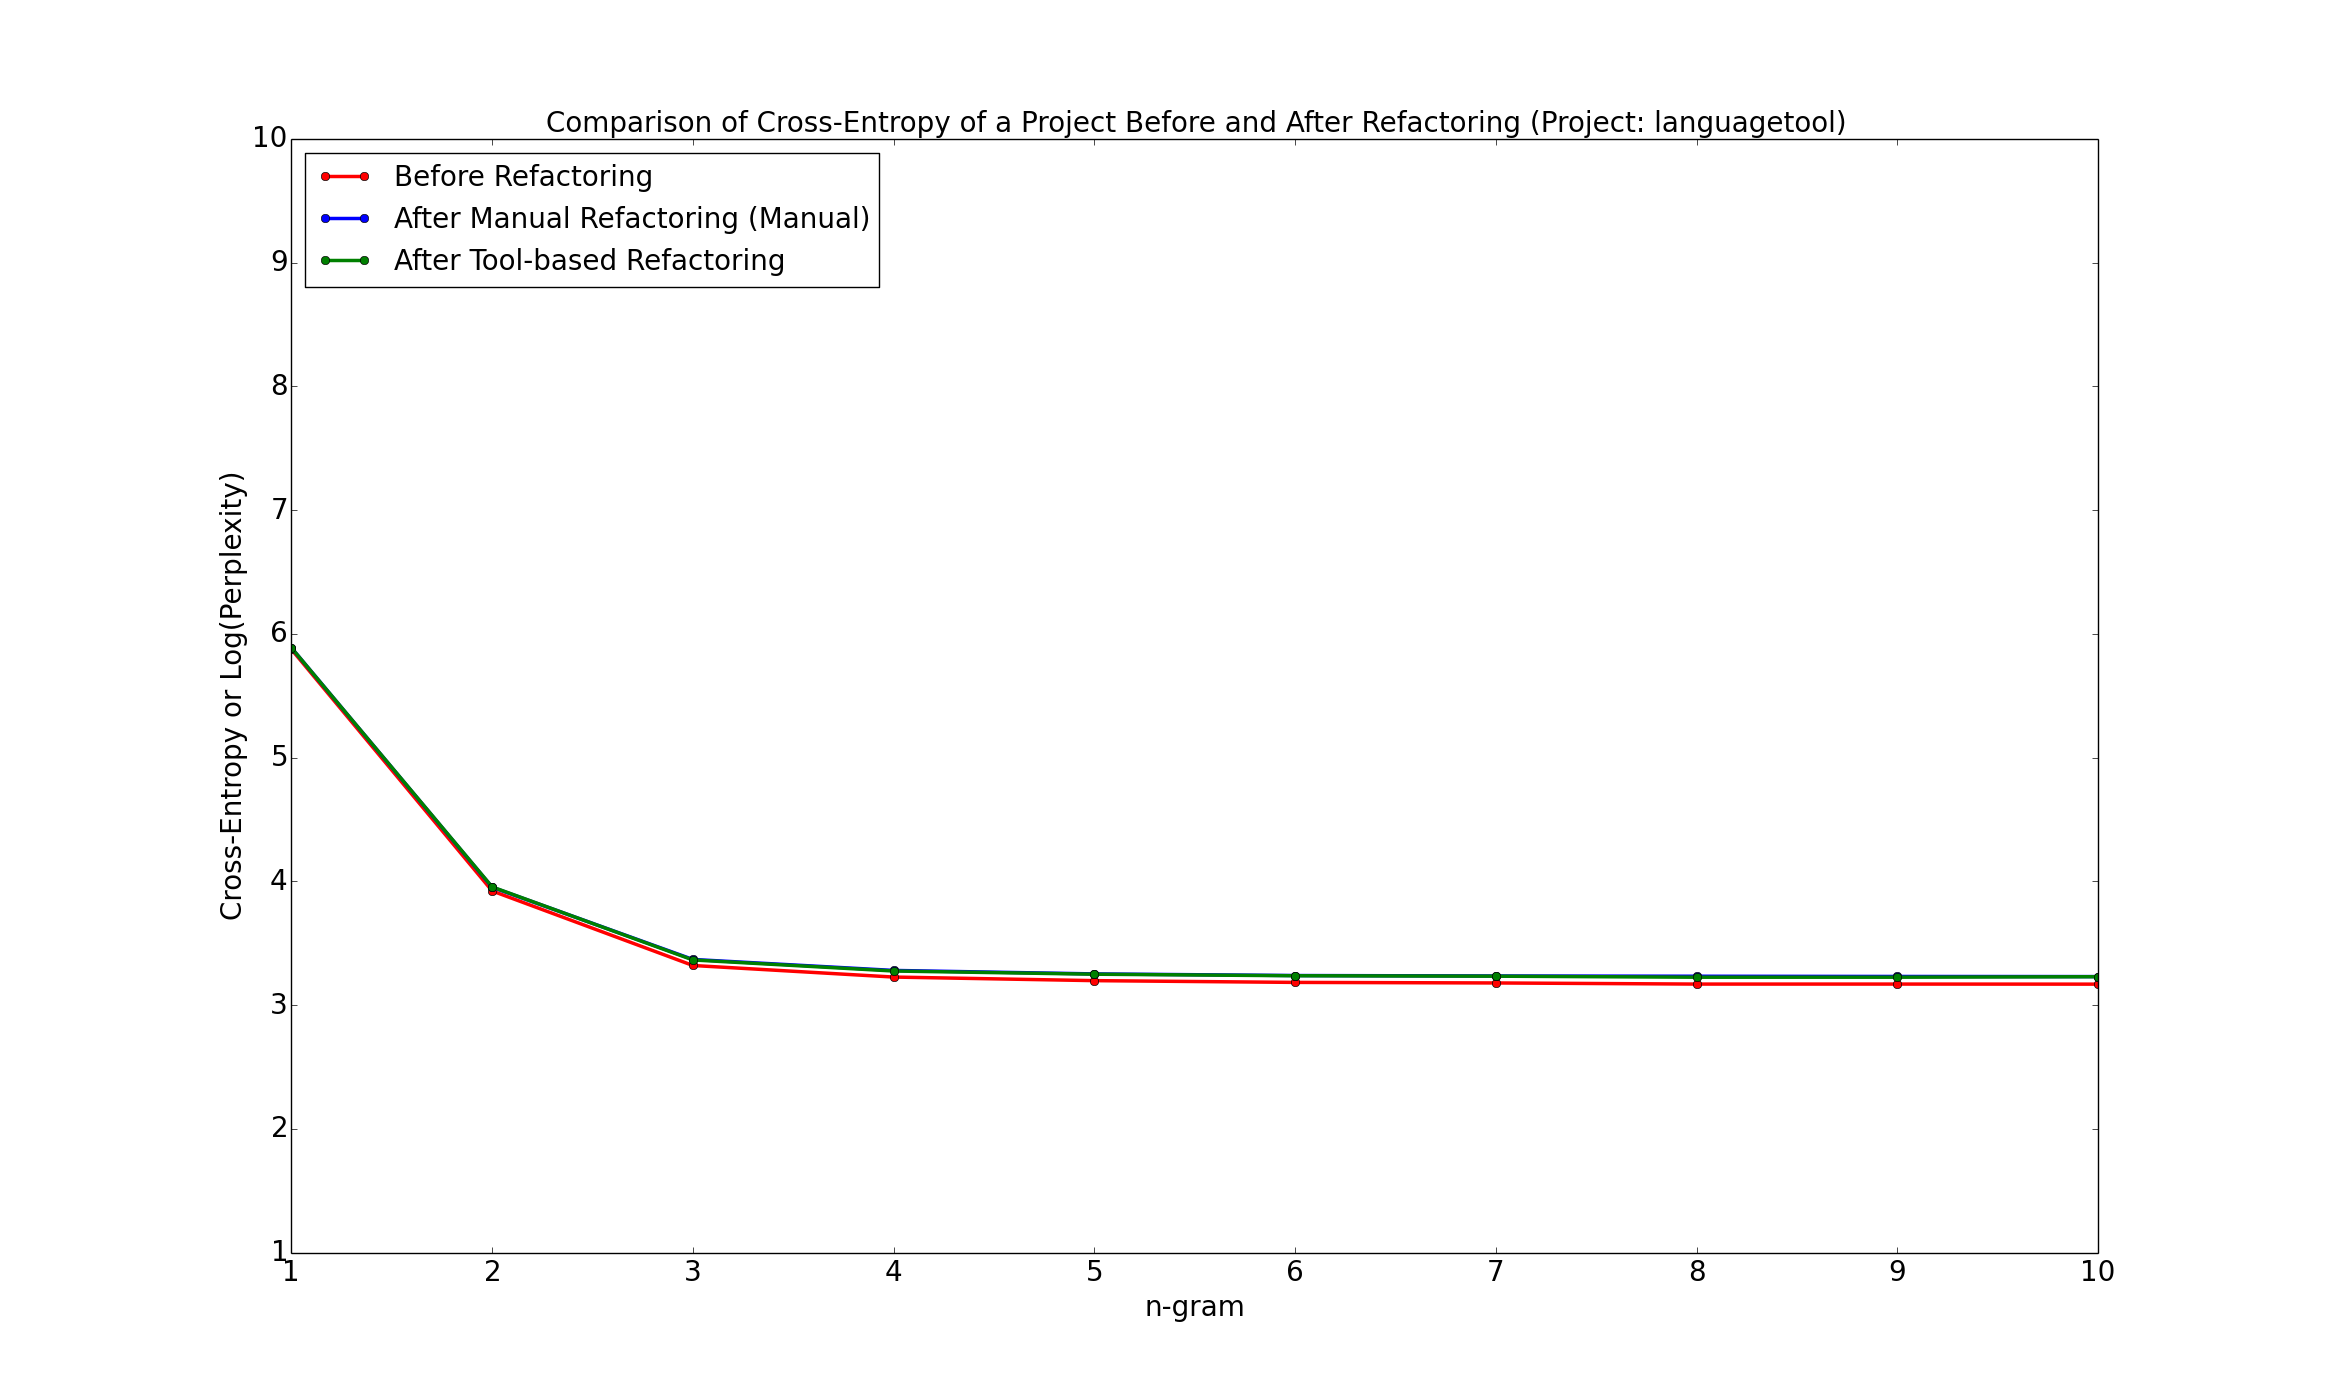 Comparison of Cross-Entropy of a Project Before and After Refactoring (Project: languagetool)
Before Refactoring
After Manual Refactoring (Manual)
After Tool-based Refactoring
Cross-Entropy or Log(Perplexity)
10
9
8
7
6
5
4
3
2
1
1 2 3 4 5 6 7 8 9 10
n-gram